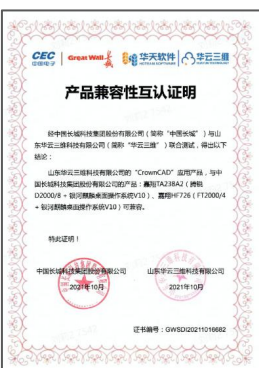 CEC
中国电子
Great Wall
华天软件
HOTEAM SOFTWARE
华云三维
产品兼容性互认证明
经中国长城科技集团股份有限公司（简称“中国长城”）与山
东华云三维科技有限公司（简称“华云三维”）联合测试，得出以下
结论：
山东华云三维科技有限公司的“CrownCAD”应用产品，与中
国长城科技集团股份有限公司的产品：嘉翔TA238A2（腾锐
D2000/8 + 银河麒麟桌面操作系统V10）、嘉翔HF726（FT2000/4
+ 银河麒麟桌面操作系统V10）可兼容。
特此证明！
中国长城科技集团股份有限公司
山东华云三维科技有限公司
2021年10月
2021年10月
证书编号：GWSDI20211016682